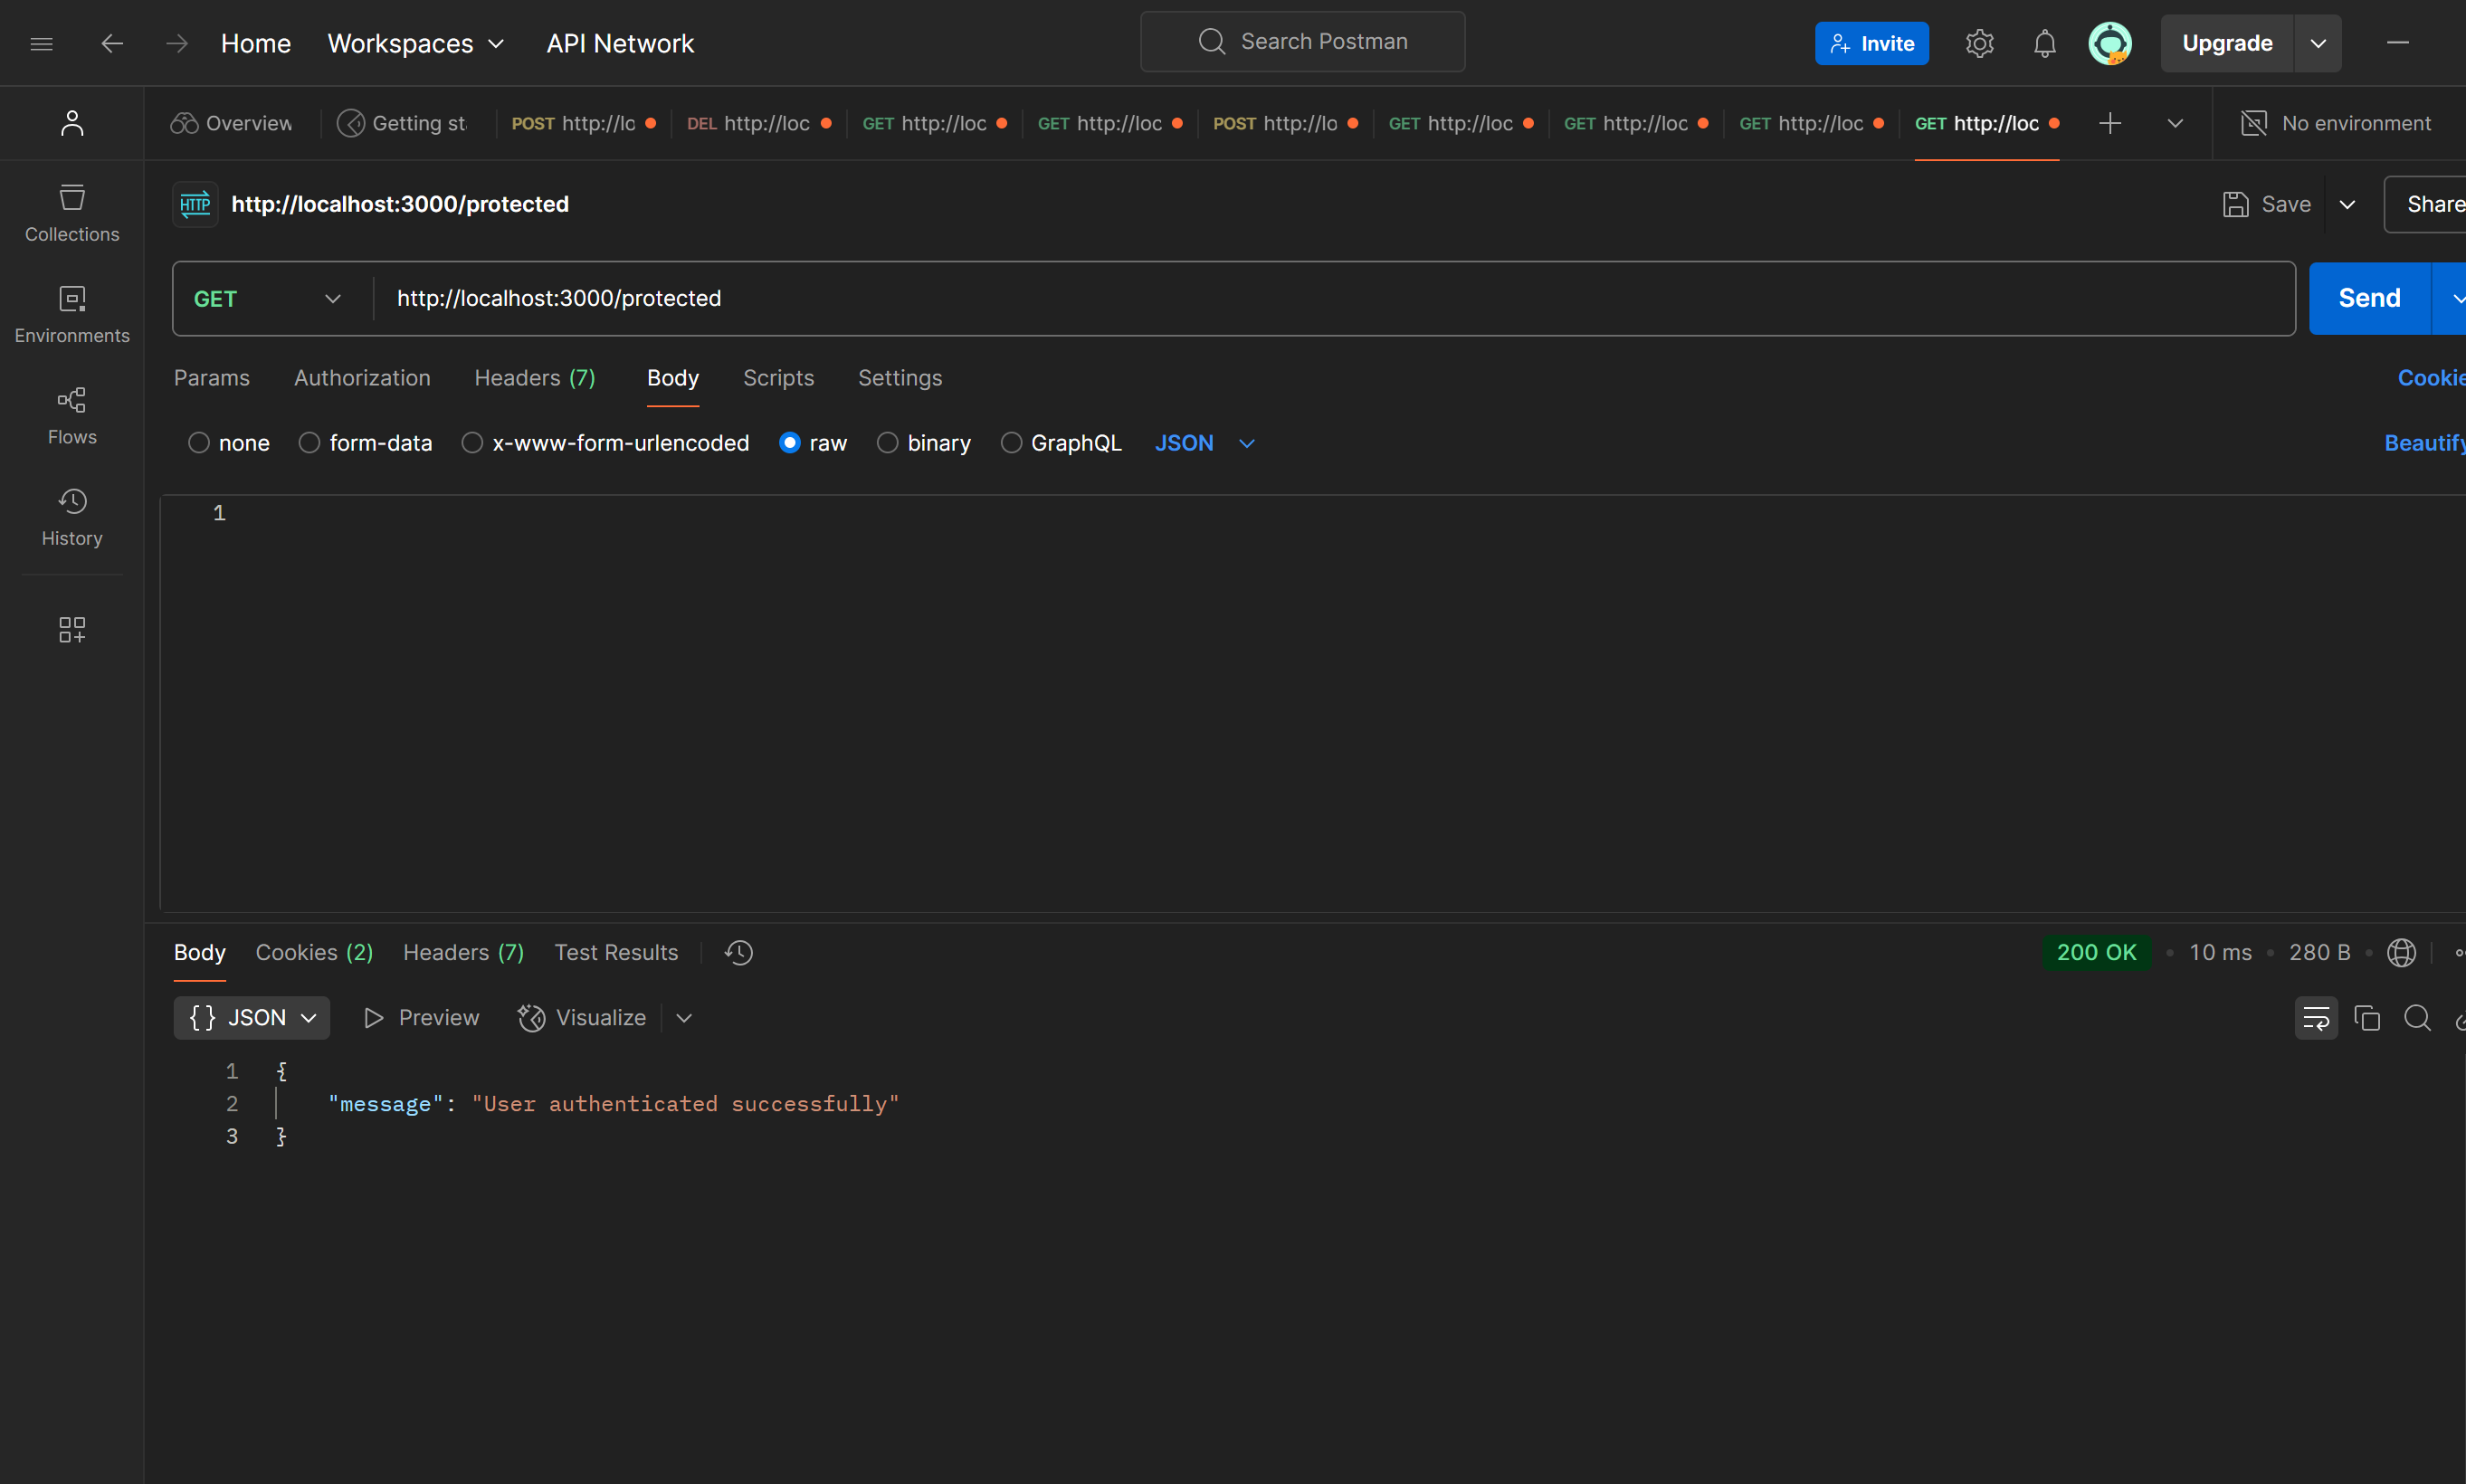 Home Workspaces API Network Search Postman Invite Upgrade
Overview Getting st POST http://lo DEL http://loc GET http://loc GET http://loc POST http://lo GET http://loc GET http://loc GET http://loc GET http://loc No environment
HTTP http://localhost:3000/protected Save Share
Collections
GET http://localhost:3000/protected Send
Environments
Params Authorization Headers (7) Body Scripts Settings Cookie
Flows
none form-data x-www-form-urlencoded raw binary GraphQL JSON Beautify
History
1
Body Cookies (2) Headers (7) Test Results 200 OK • 10 ms • 280 B •
{} JSON Preview Visualize
1 {
2 "message": "User authenticated successfully"
3 }